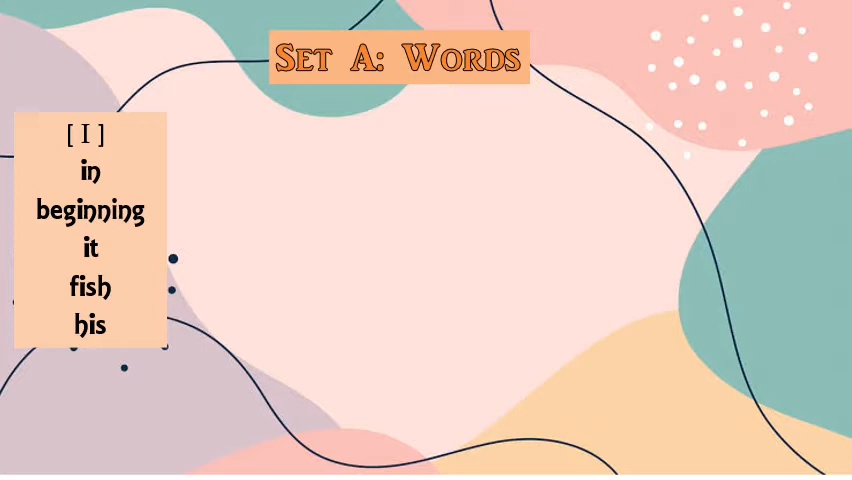 Set A: Words
[ I ]
in
beginning
it
fish
his